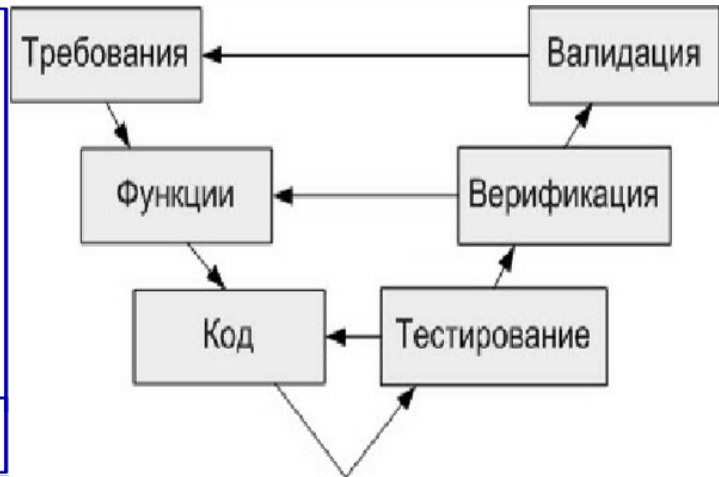 Требования
Валидация
Функции
Верификация
Код
Тестирование